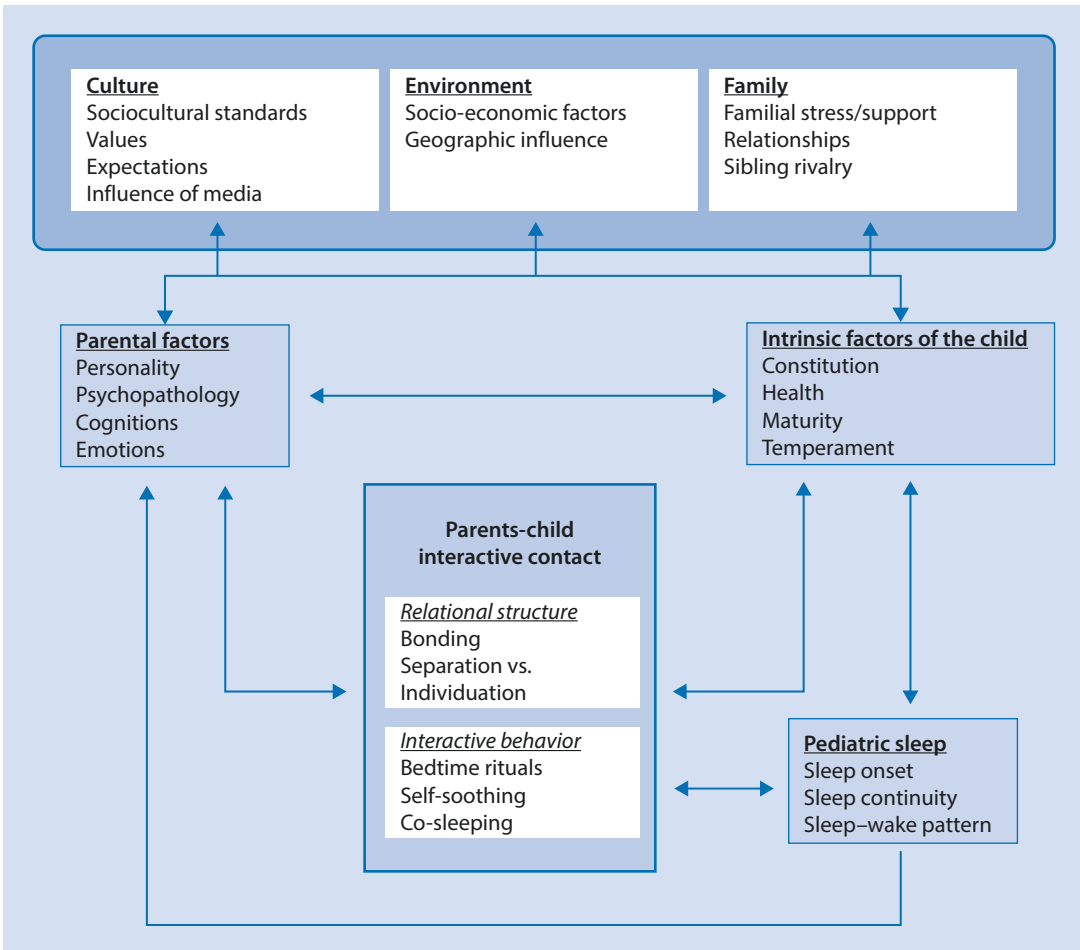 Culture
Sociocultural standards
Values
Expectations
Influence of media
Environment
Socio-economic factors
Geographic influence
Family
Familial stress/support
Relationships
Sibling rivalry
Parental factors
Personality
Psychopathology
Cognitions
Emotions
Intrinsic factors of the child
Constitution
Health
Maturity
Temperament
Parents-child
interactive contact
Relational structure
Bonding
Separation vs.
Individuation
Interactive behavior
Bedtime rituals
Self-soothing
Co-sleeping
Pediatric sleep
Sleep onset
Sleep continuity
Sleep–wake pattern